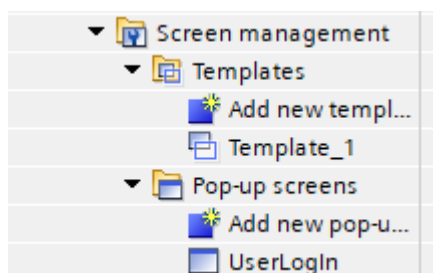 Screen management
Templates
Add new templ...
Template_1
Pop-up screens
Add new pop-u...
UserLogIn